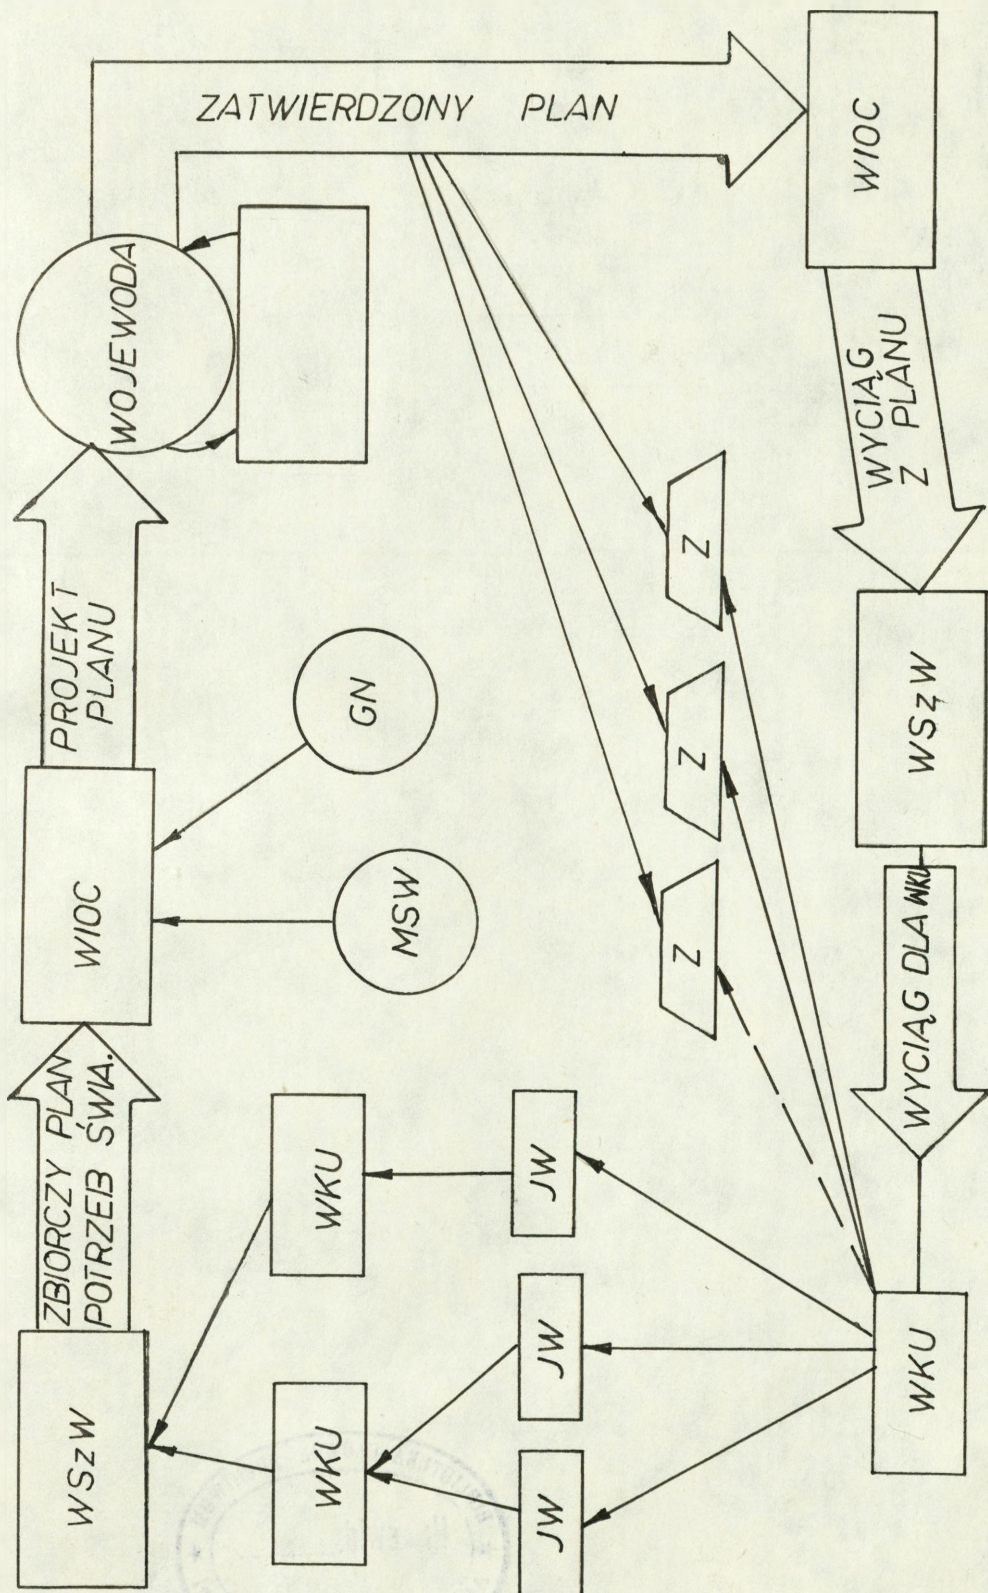 WSzW
ZBIORCZY PLAN
POTRZEB ŚWIA.
WIOC
PROJEKT
PLANU
WOJEWODA
ZATWIERDZONY PLAN
WIOC
WYCIĄG
Z PLANU
WSzW
WYCIĄG DLA WKU
WKU
WKU
WKU
JW
JW
JW
MSW
GN
Z
Z
Z